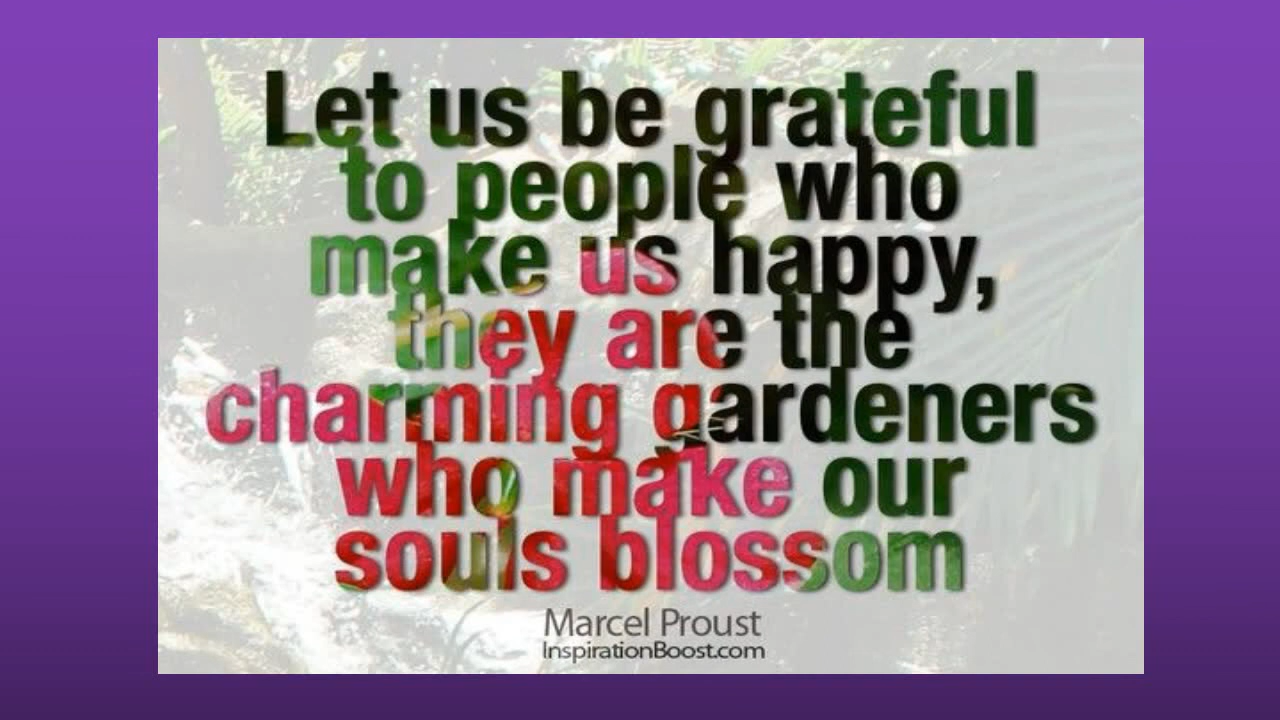 Let us be grateful
to people who
make us happy,
they are the
charming gardeners
who make our
souls blossom
Marcel Proust
InspirationBoost.com